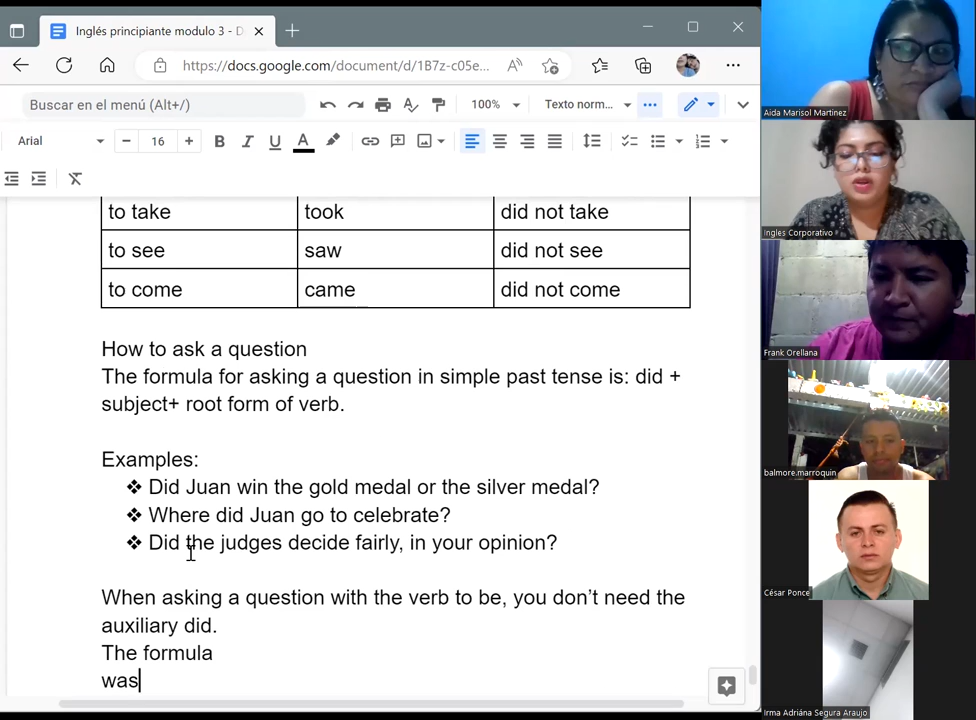 Inglés principiante modulo 3 - D
https://docs.google.com/document/d/1B7z-c05e...
Buscar en el menú (Alt+/)
100%
Texto norm...
Arial
16
B I U A
to take took did not take
to see saw did not see
to come came did not come
How to ask a question
The formula for asking a question in simple past tense is: did +
subject+ root form of verb.
Examples:
❖ Did Juan win the gold medal or the silver medal?
❖ Where did Juan go to celebrate?
❖ Did the judges decide fairly, in your opinion?
When asking a question with the verb to be, you don’t need the
auxiliary did.
The formula
was
Aida Marisol Martinez
Ingles Corporativo
Frank Orellana
balmore.marroquin
César Ponce
Irma Adriána Segura Araujo